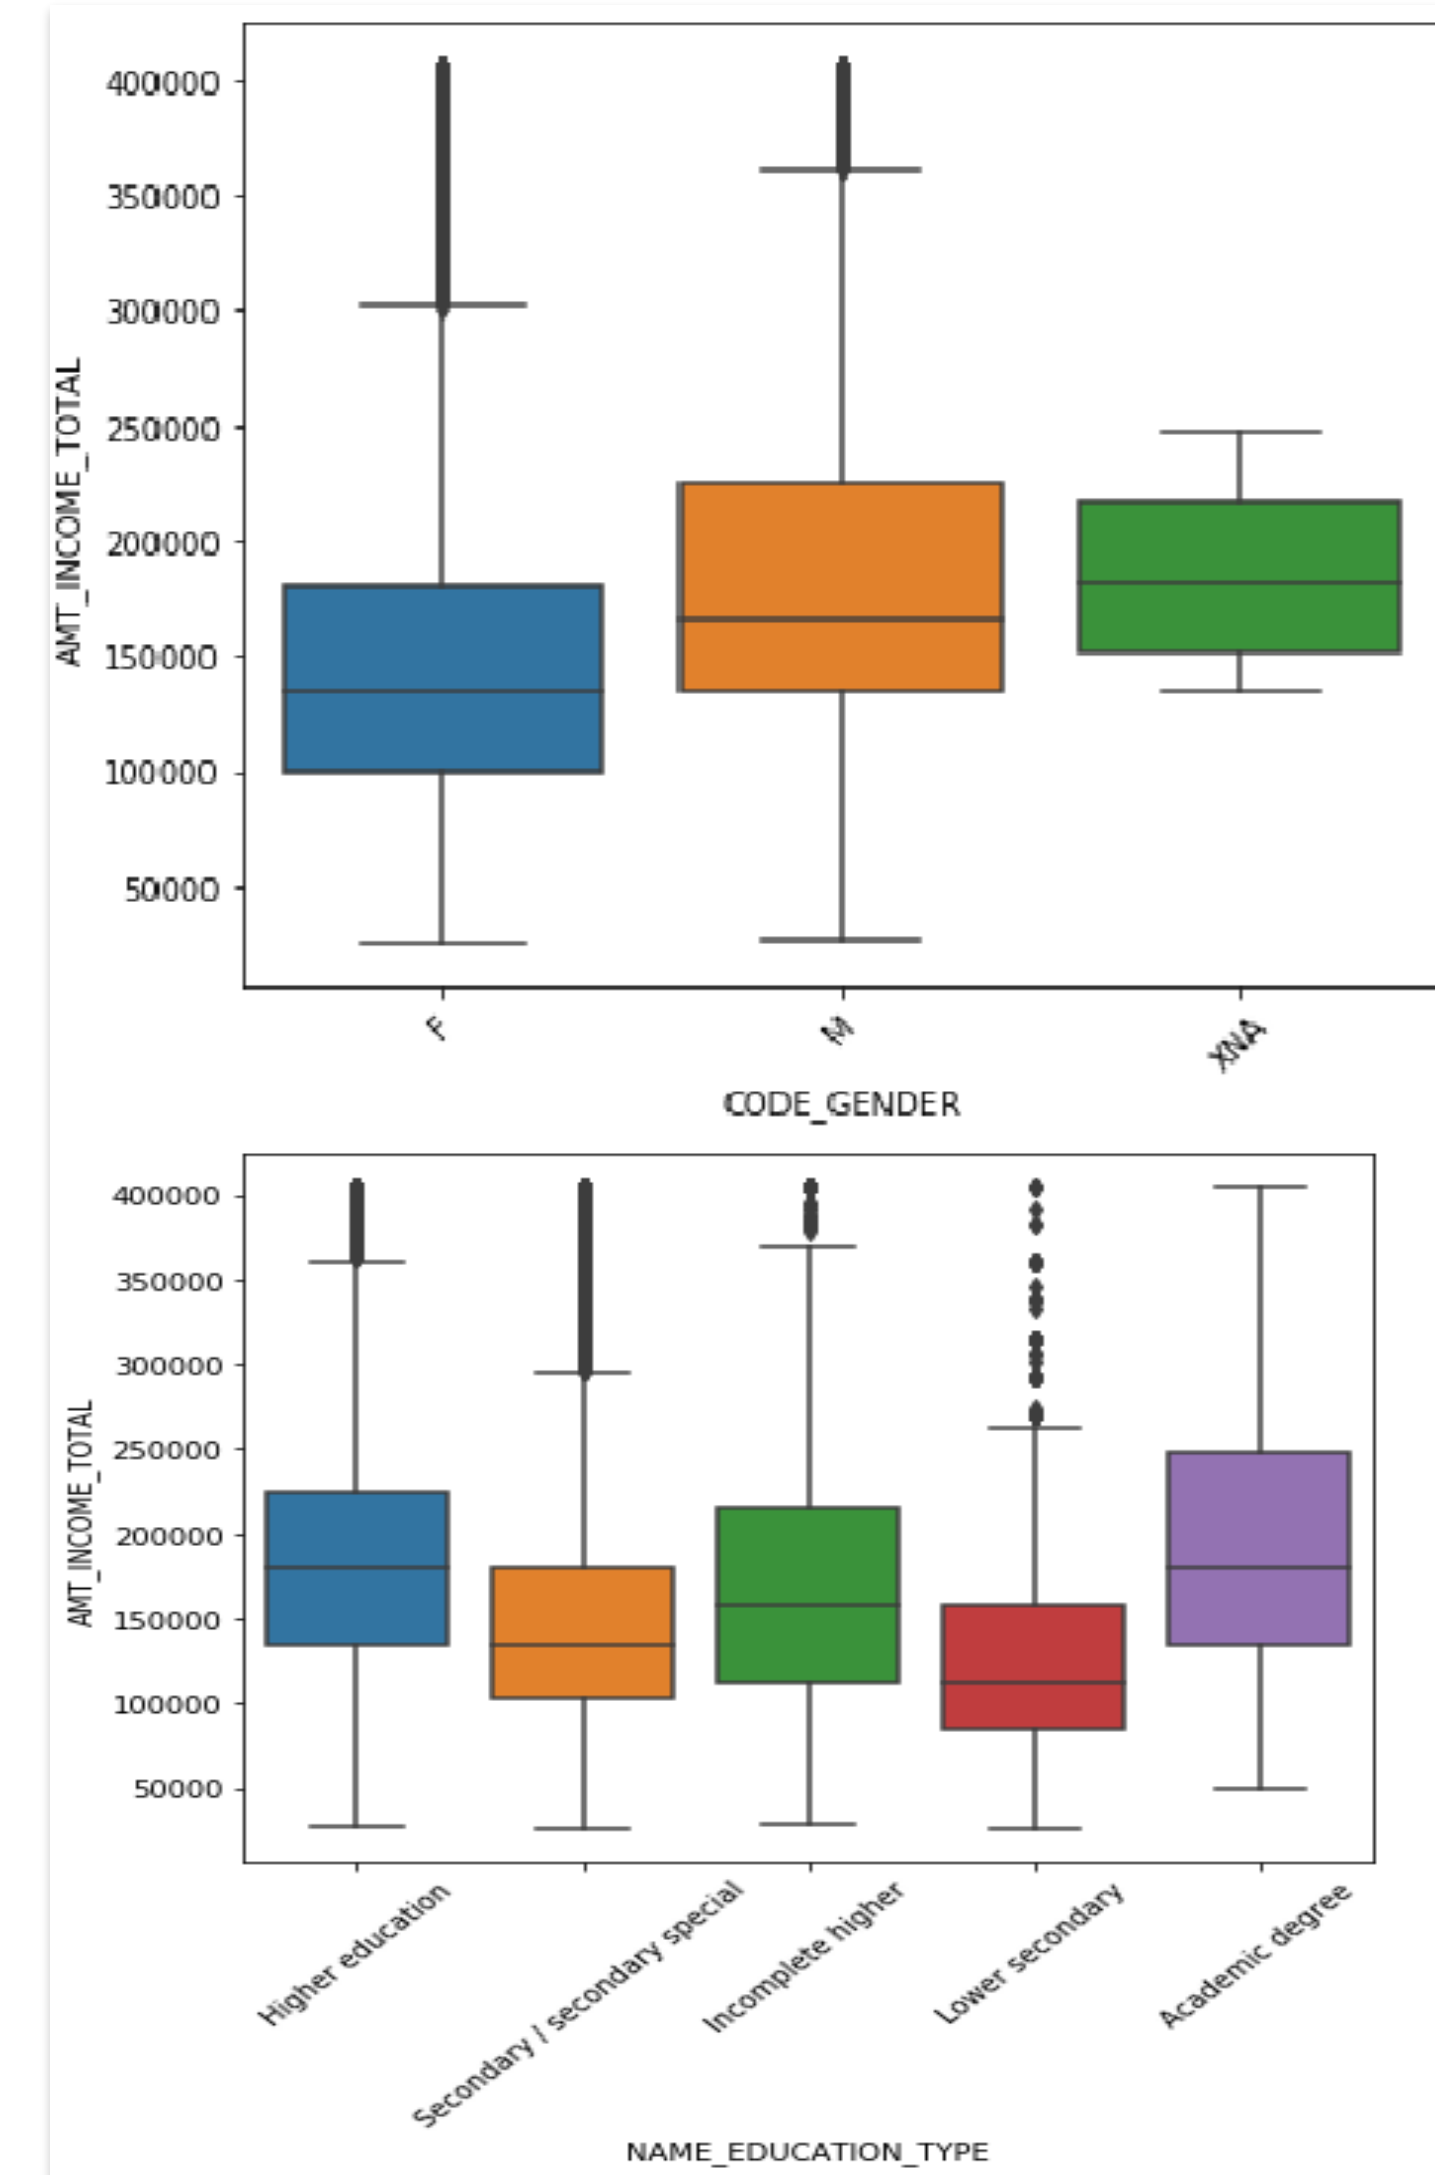 400000
350000
300000
250000
200000
150000
100000
50000
AMT_INCOME_TOTAL
F
M
XNA
CODE_GENDER
400000
350000
300000
250000
200000
150000
100000
50000
AMT_INCOME_TOTAL
Higher education
Secondary / secondary special
Incomplete higher
Lower secondary
Academic degree
NAME_EDUCATION_TYPE